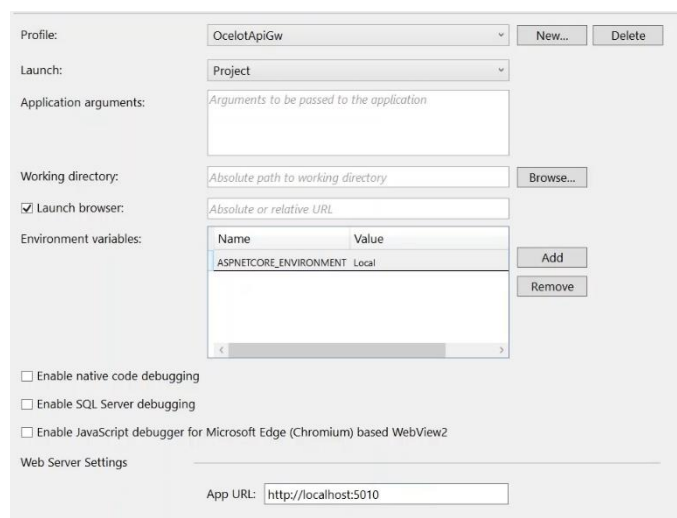 Profile: OcelotApiGw New... Delete
Launch: Project
Application arguments: Arguments to be passed to the application
Working directory: Absolute path to working directory Browse...
Launch browser: Absolute or relative URL
Environment variables: Name Value
ASPNETCORE_ENVIRONMENT Local Add
Remove
Enable native code debugging
Enable SQL Server debugging
Enable JavaScript debugger for Microsoft Edge (Chromium) based WebView2
Web Server Settings
App URL: http://localhost:5010